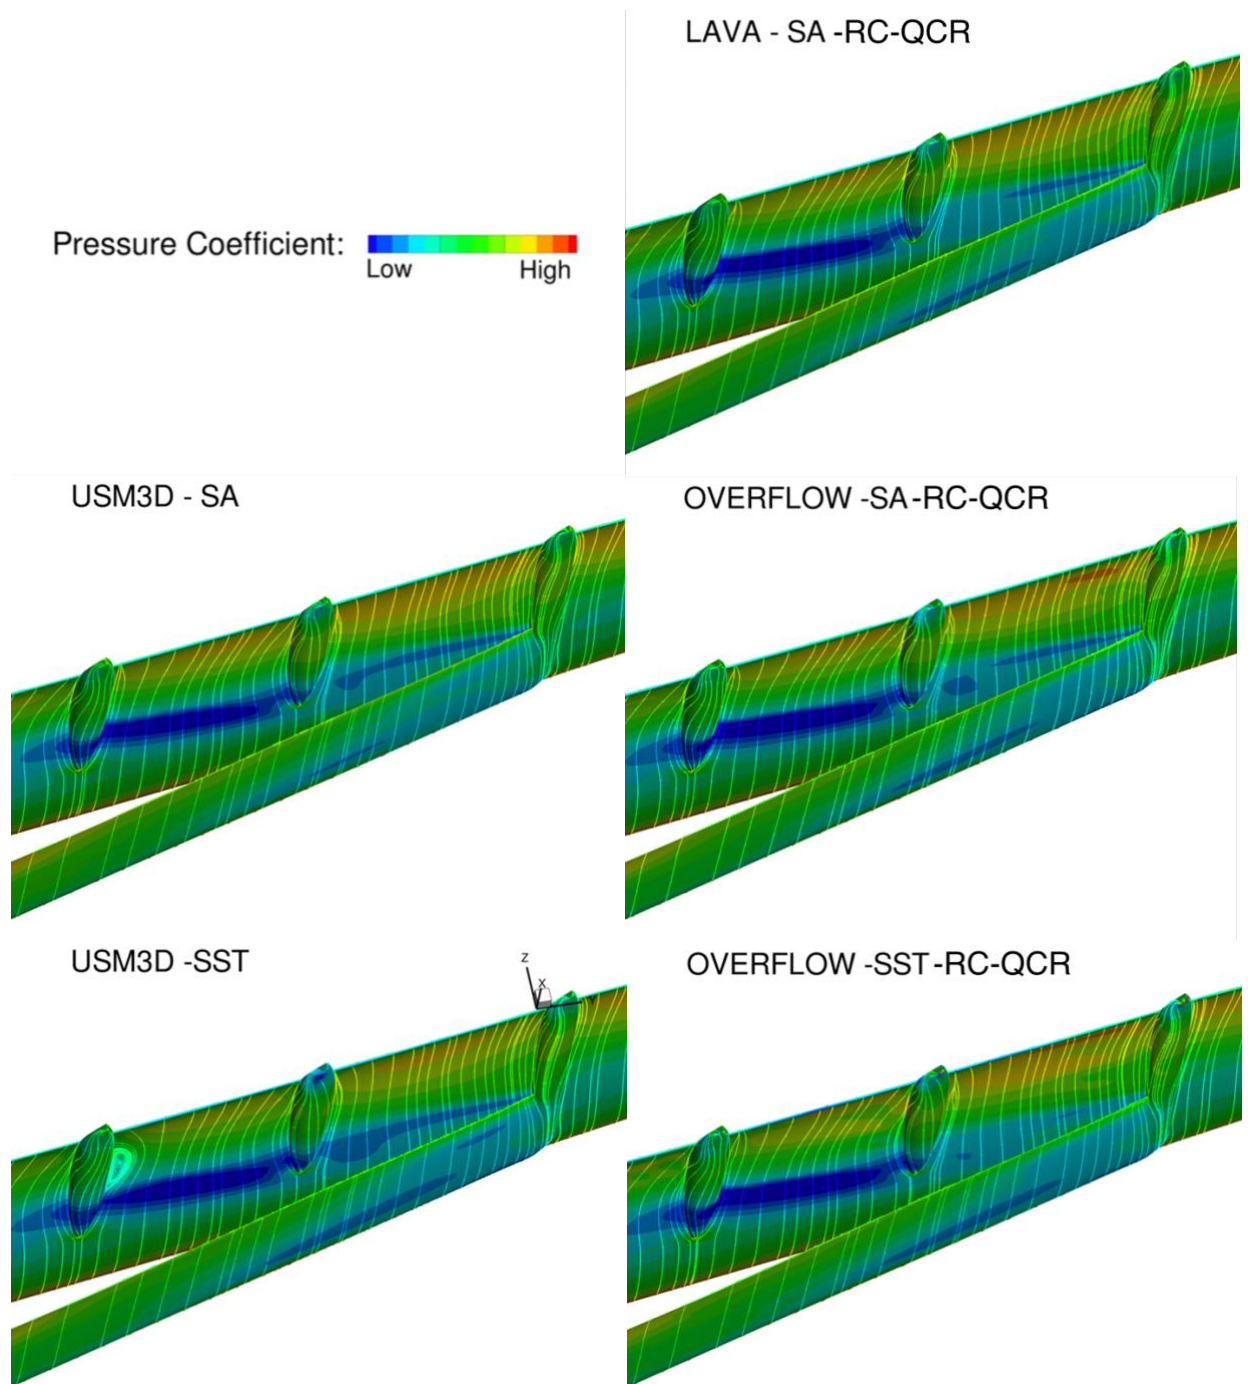 LAVA - SA -RC-QCR
Pressure Coefficient:
Low
High
USM3D - SA
OVERFLOW -SA-RC-QCR
USM3D -SST
Z
X
OVERFLOW -SST-RC-QCR